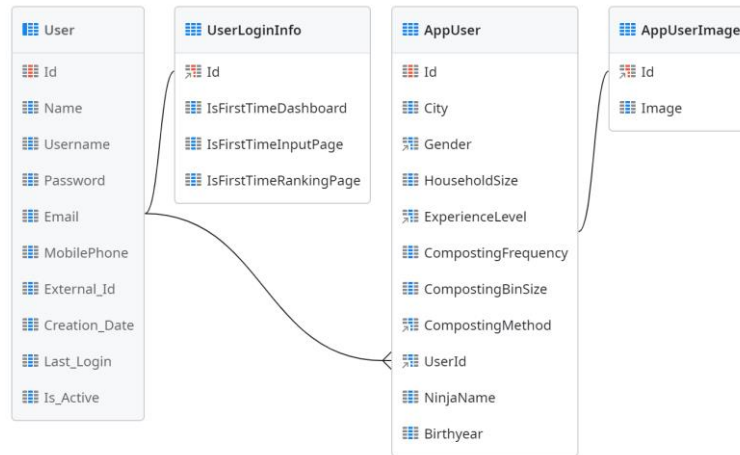 User
Id
Name
Username
Password
Email
MobilePhone
External_Id
Creation_Date
Last_Login
Is_Active
UserLoginInfo
Id
IsFirstTimeDashboard
IsFirstTimeInputPage
IsFirstTimeRankingPage
AppUser
Id
City
Gender
HouseholdSize
ExperienceLevel
CompostingFrequency
CompostingBinSize
CompostingMethod
UserId
NinjaName
Birthyear
AppUserImage
Id
Image